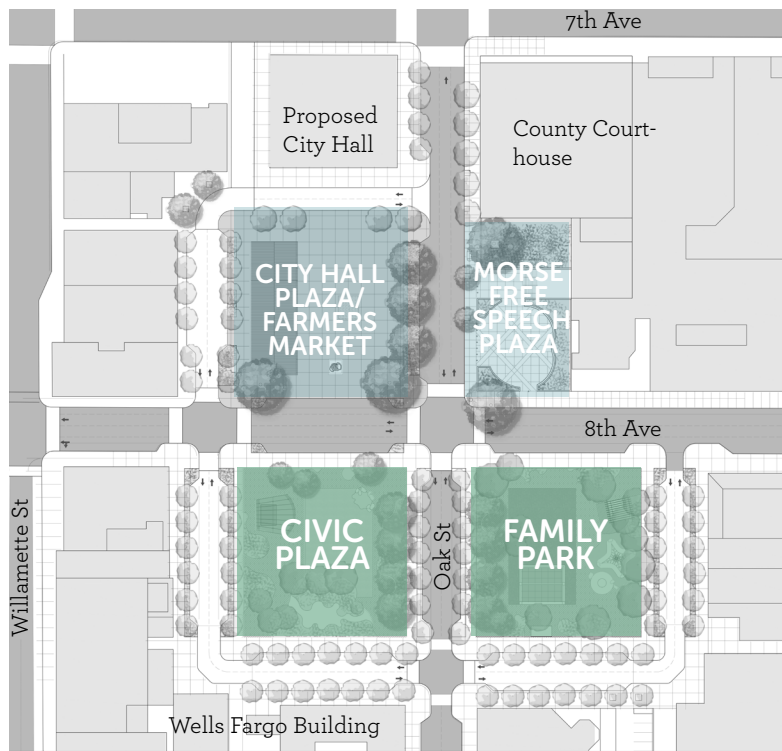 7th Ave
Proposed
City Hall
County Court-
house
CITY HALL
PLAZA/
FARMERS
MARKET
MORSE
FREE
SPEECH
PLAZA
8th Ave
Willamette St
CIVIC
PLAZA
Oak St
FAMILY
PARK
Wells Fargo Building